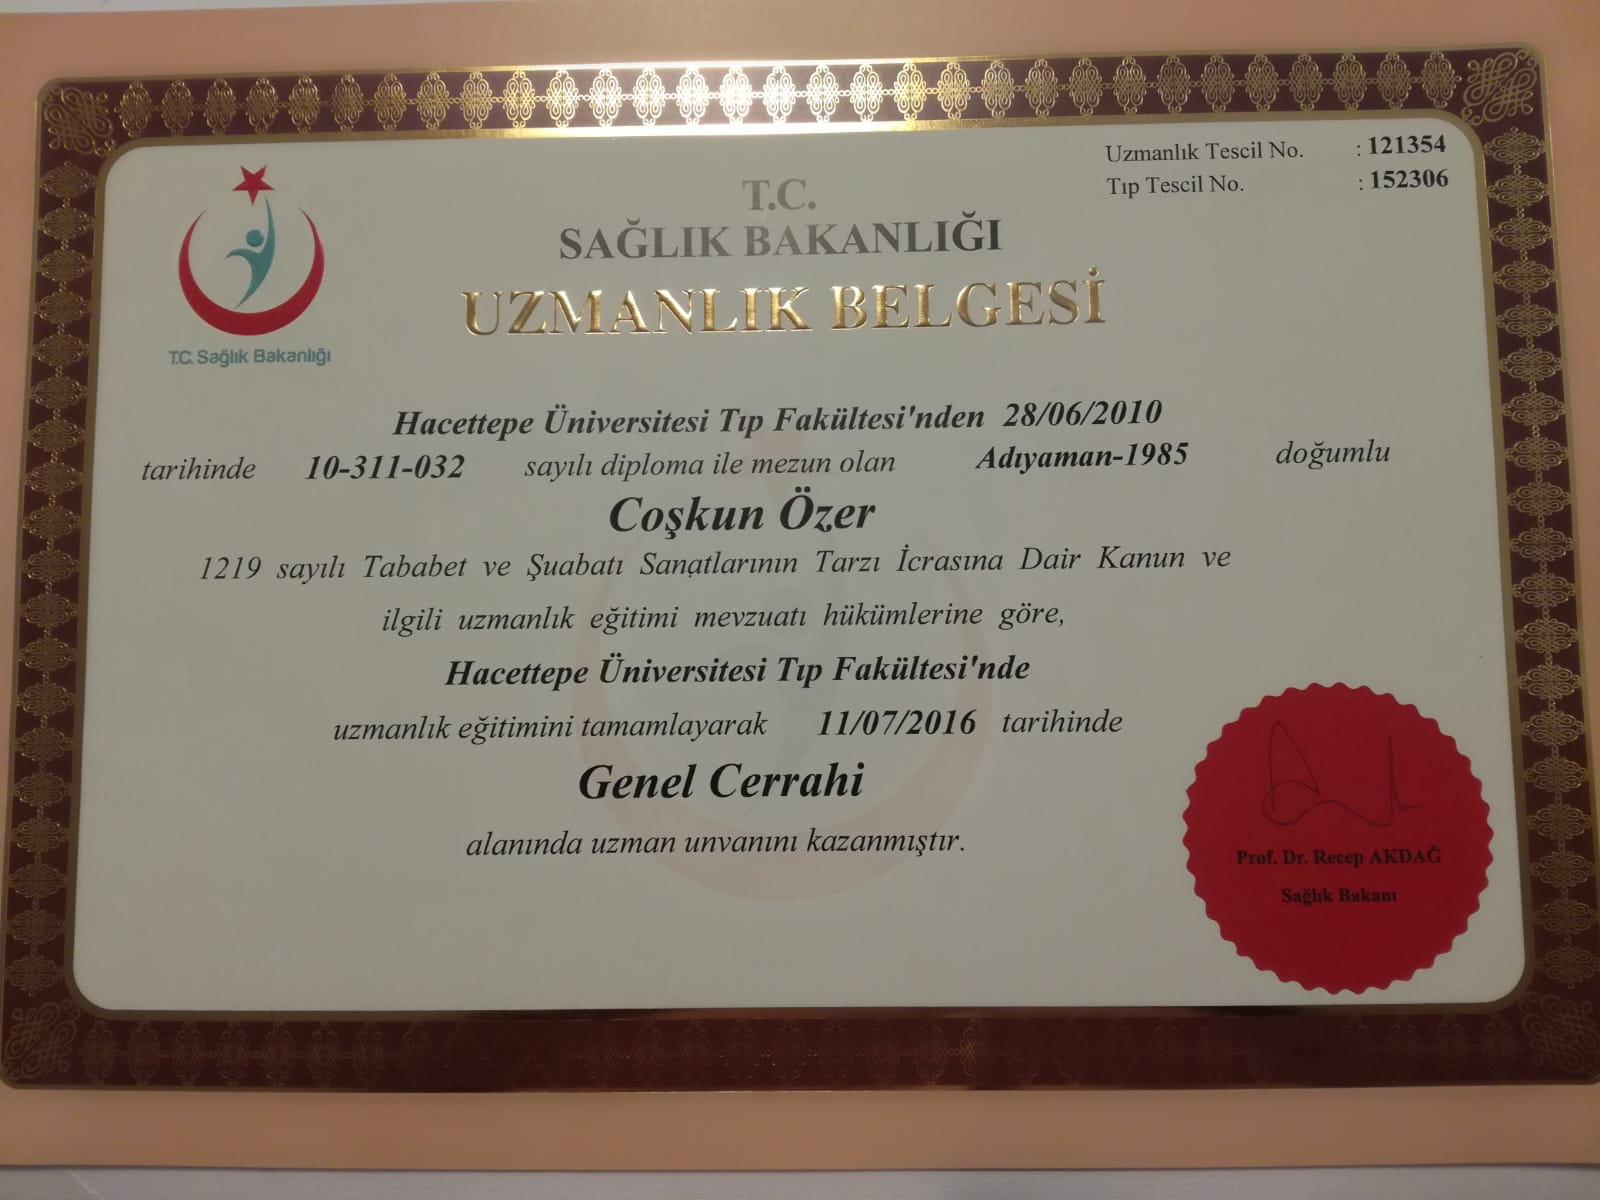 Uzmanlık Tescil No. : 121354
Tıp Tescil No. : 152306
T.C.
SAĞLIK BAKANLIĞI
UZMANLIK BELGESİ
T.C. Sağlık Bakanlığı
Hacettepe Üniversitesi Tıp Fakültesi'nden 28/06/2010
tarihinde 10-311-032 sayılı diploma ile mezun olan Adıyaman-1985 doğumlu
Coşkun Özer
1219 sayılı Tababet ve Şuabatı Sanatlarının Tarzı İcrasına Dair Kanun ve
ilgili uzmanlık eğitimi mevzuatı hükümlerine göre,
Hacettepe Üniversitesi Tıp Fakültesi'nde
uzmanlık eğitimini tamamlayarak 11/07/2016 tarihinde
Genel Cerrahi
alanında uzman unvanını kazanmıştır.
Prof. Dr. Recep AKDAĞ
Sağlık Bakanı